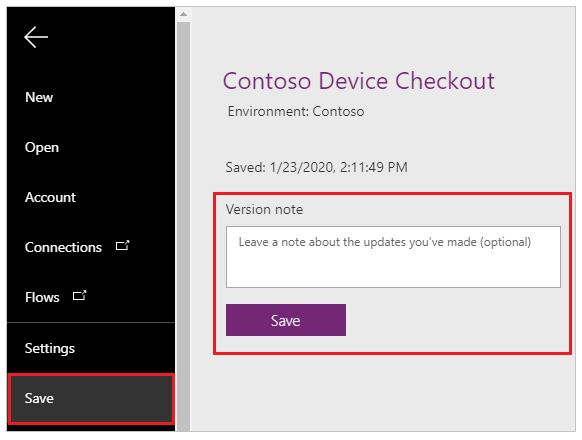 New
Open
Account
Connections
Flows
Settings
Save
Contoso Device Checkout
Environment: Contoso
Saved: 1/23/2020, 2:11:49 PM
Version note
Leave a note about the updates you've made (optional)
Save